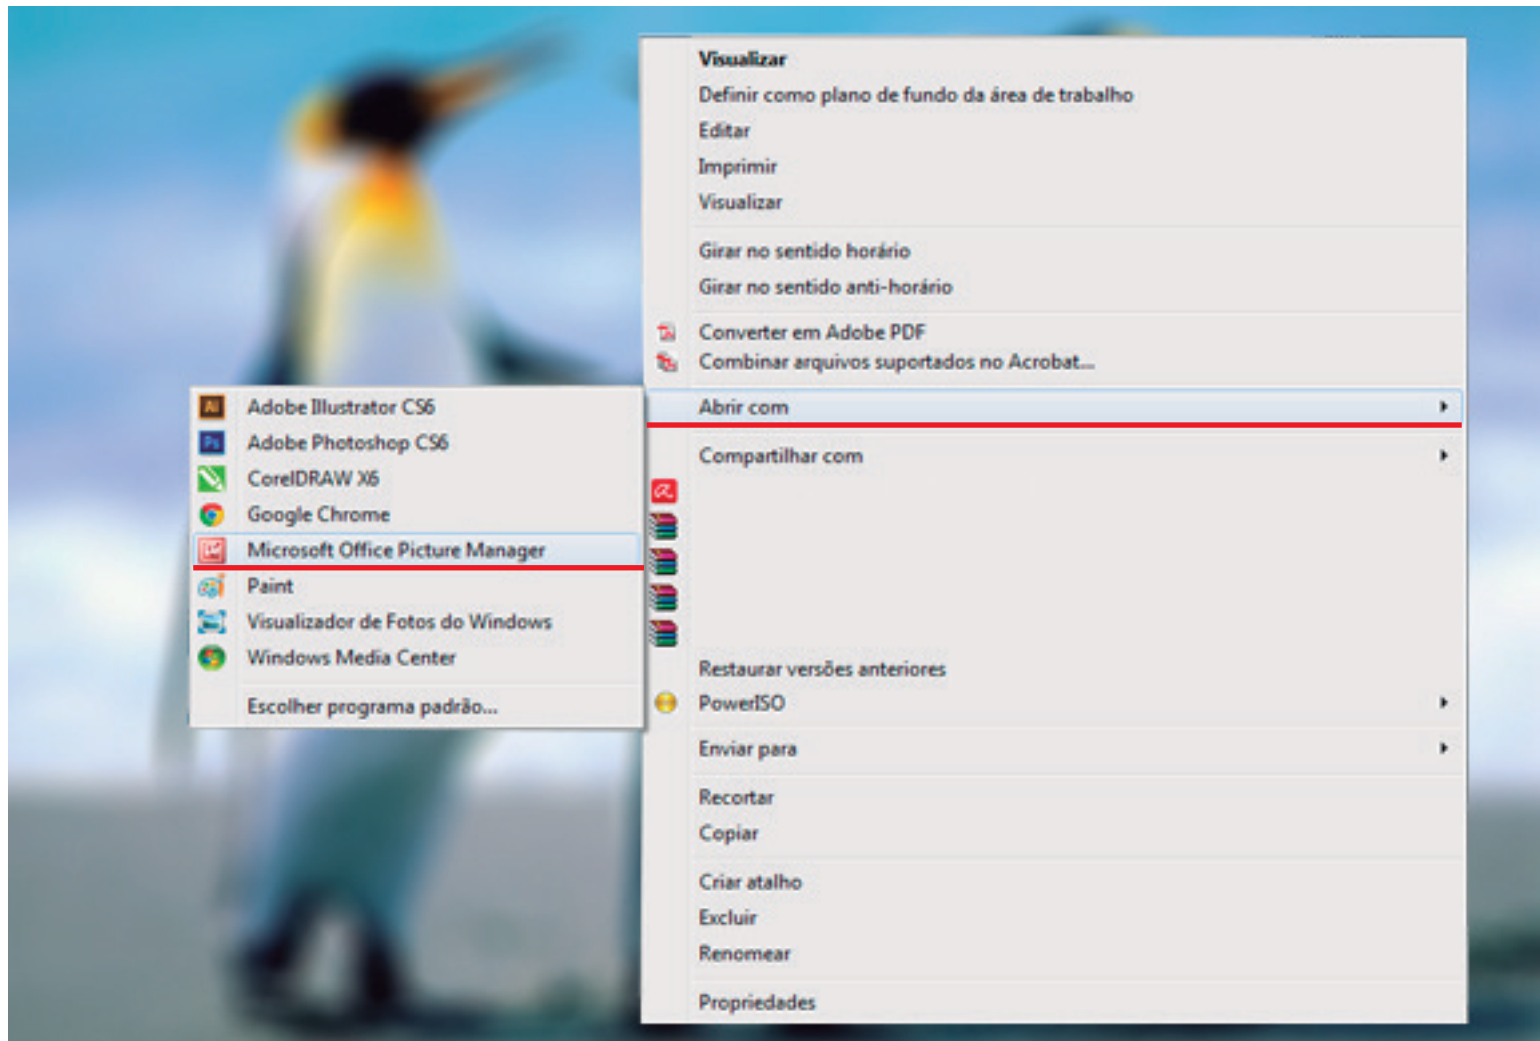 Visualizar
Definir como plano de fundo da área de trabalho
Editar
Imprimir
Visualizar
Girar no sentido horário
Girar no sentido anti-horário
Converter em Adobe PDF
Combinar arquivos suportados no Acrobat...
Abrir com
Adobe Illustrator CS6
Adobe Photoshop CS6
CorelDRAW X6
Google Chrome
Microsoft Office Picture Manager
Paint
Visualizador de Fotos do Windows
Windows Media Center
Escolher programa padrão...
Compartilhar com
Restaurar versões anteriores
PowerISO
Enviar para
Recortar
Copiar
Criar atalho
Excluir
Renomear
Propriedades